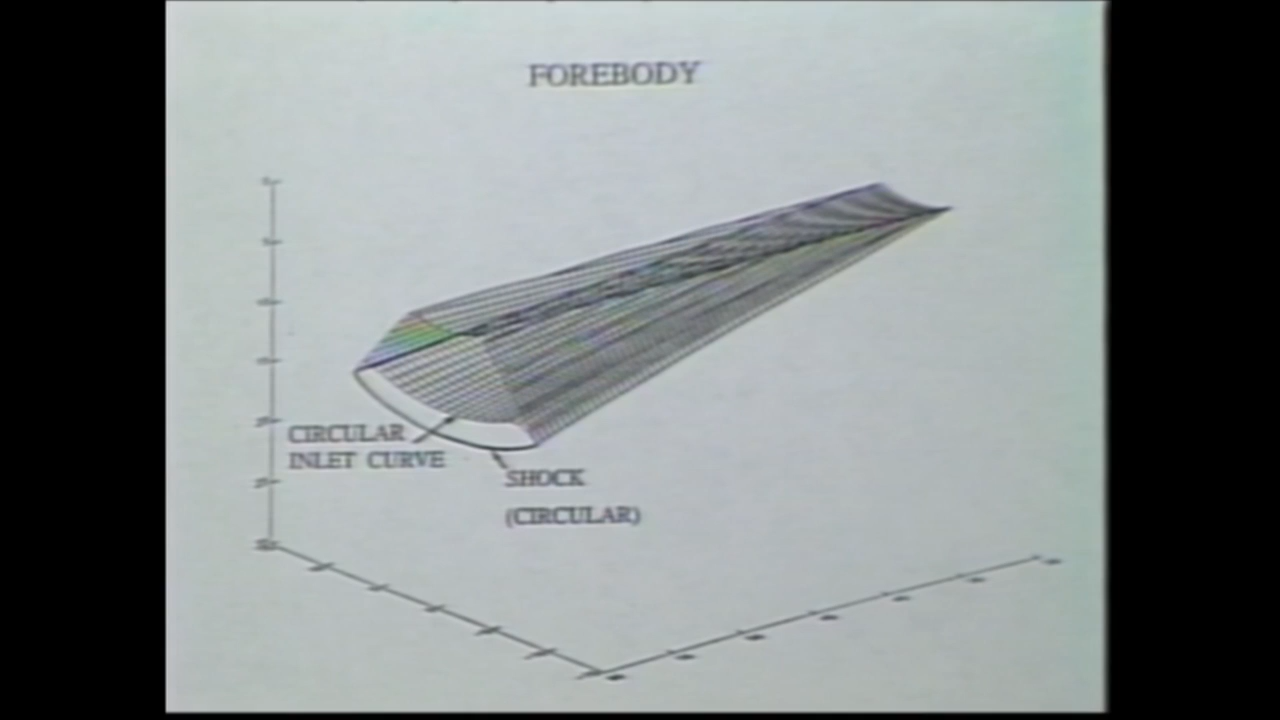 FOREBODY
CIRCULAR
INLET CURVE
SHOCK
(CIRCULAR)